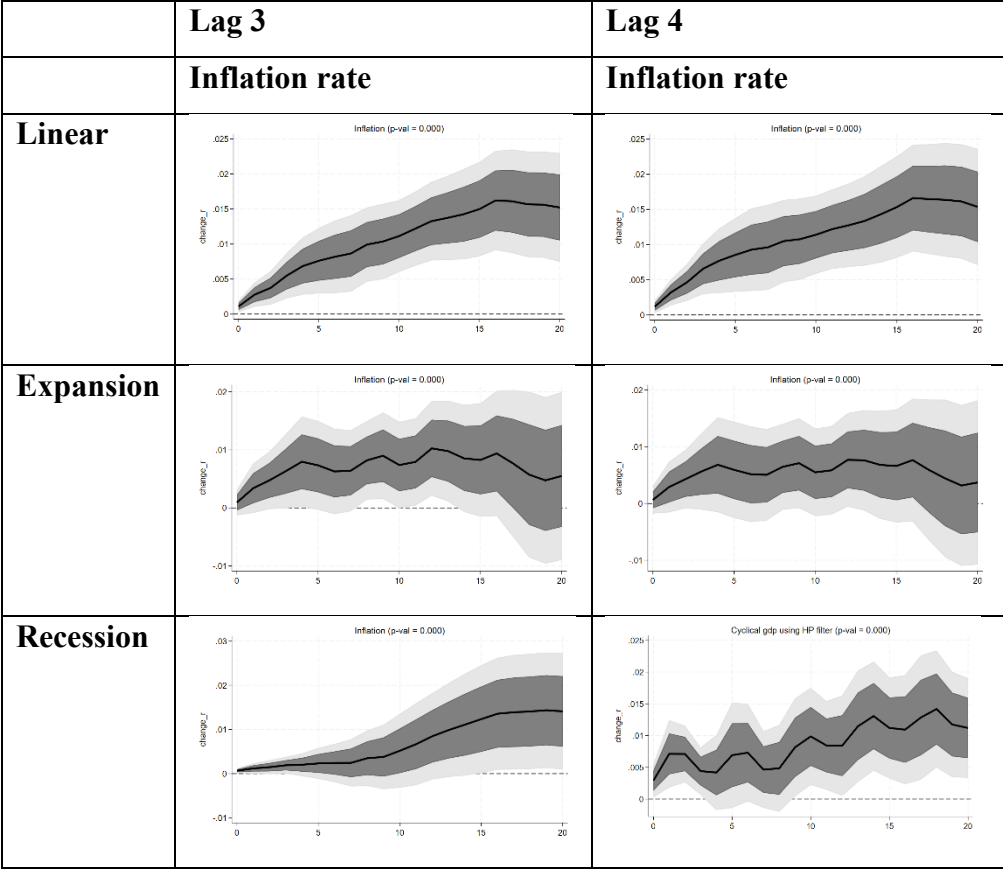 Lag 3
Lag 4
Inflation rate
Inflation rate
Linear
Inflation (p-val = 0.000)
.025
.02
.015
.01
.005
0
change_r
0 5 10 15 20
Inflation (p-val = 0.000)
.025
.02
.015
.01
.005
0
change_r
0 5 10 15 20
Expansion
Inflation (p-val = 0.000)
.02
.01
0
-.01
change_r
0 5 10 15 20
Inflation (p-val = 0.000)
.02
.01
0
-.01
change_r
0 5 10 15 20
Recession
Inflation (p-val = 0.000)
.03
.02
.01
0
-.01
change_r
0 5 10 15 20
Cyclical gdp using HP filter (p-val = 0.000)
.025
.02
.015
.01
.005
0
change_r
0 5 10 15 20